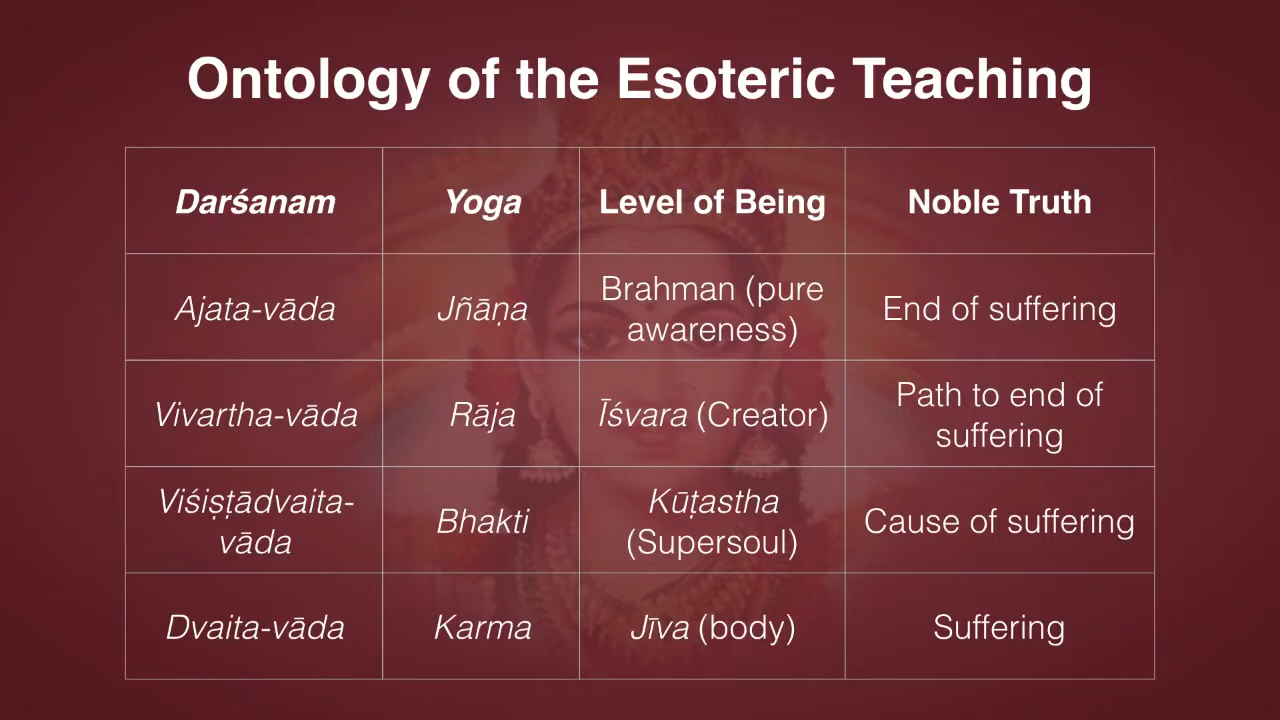 Ontology of the Esoteric Teaching
Darśanam Yoga Level of Being Noble Truth
Ajata-vāda Jñāṇa Brahman (pure awareness) End of suffering
Vivartha-vāda Rāja Īśvara (Creator) Path to end of suffering
Viśiṣṭādvaita-vāda Bhakti Kūṭastha (Supersoul) Cause of suffering
Dvaita-vāda Karma Jīva (body) Suffering